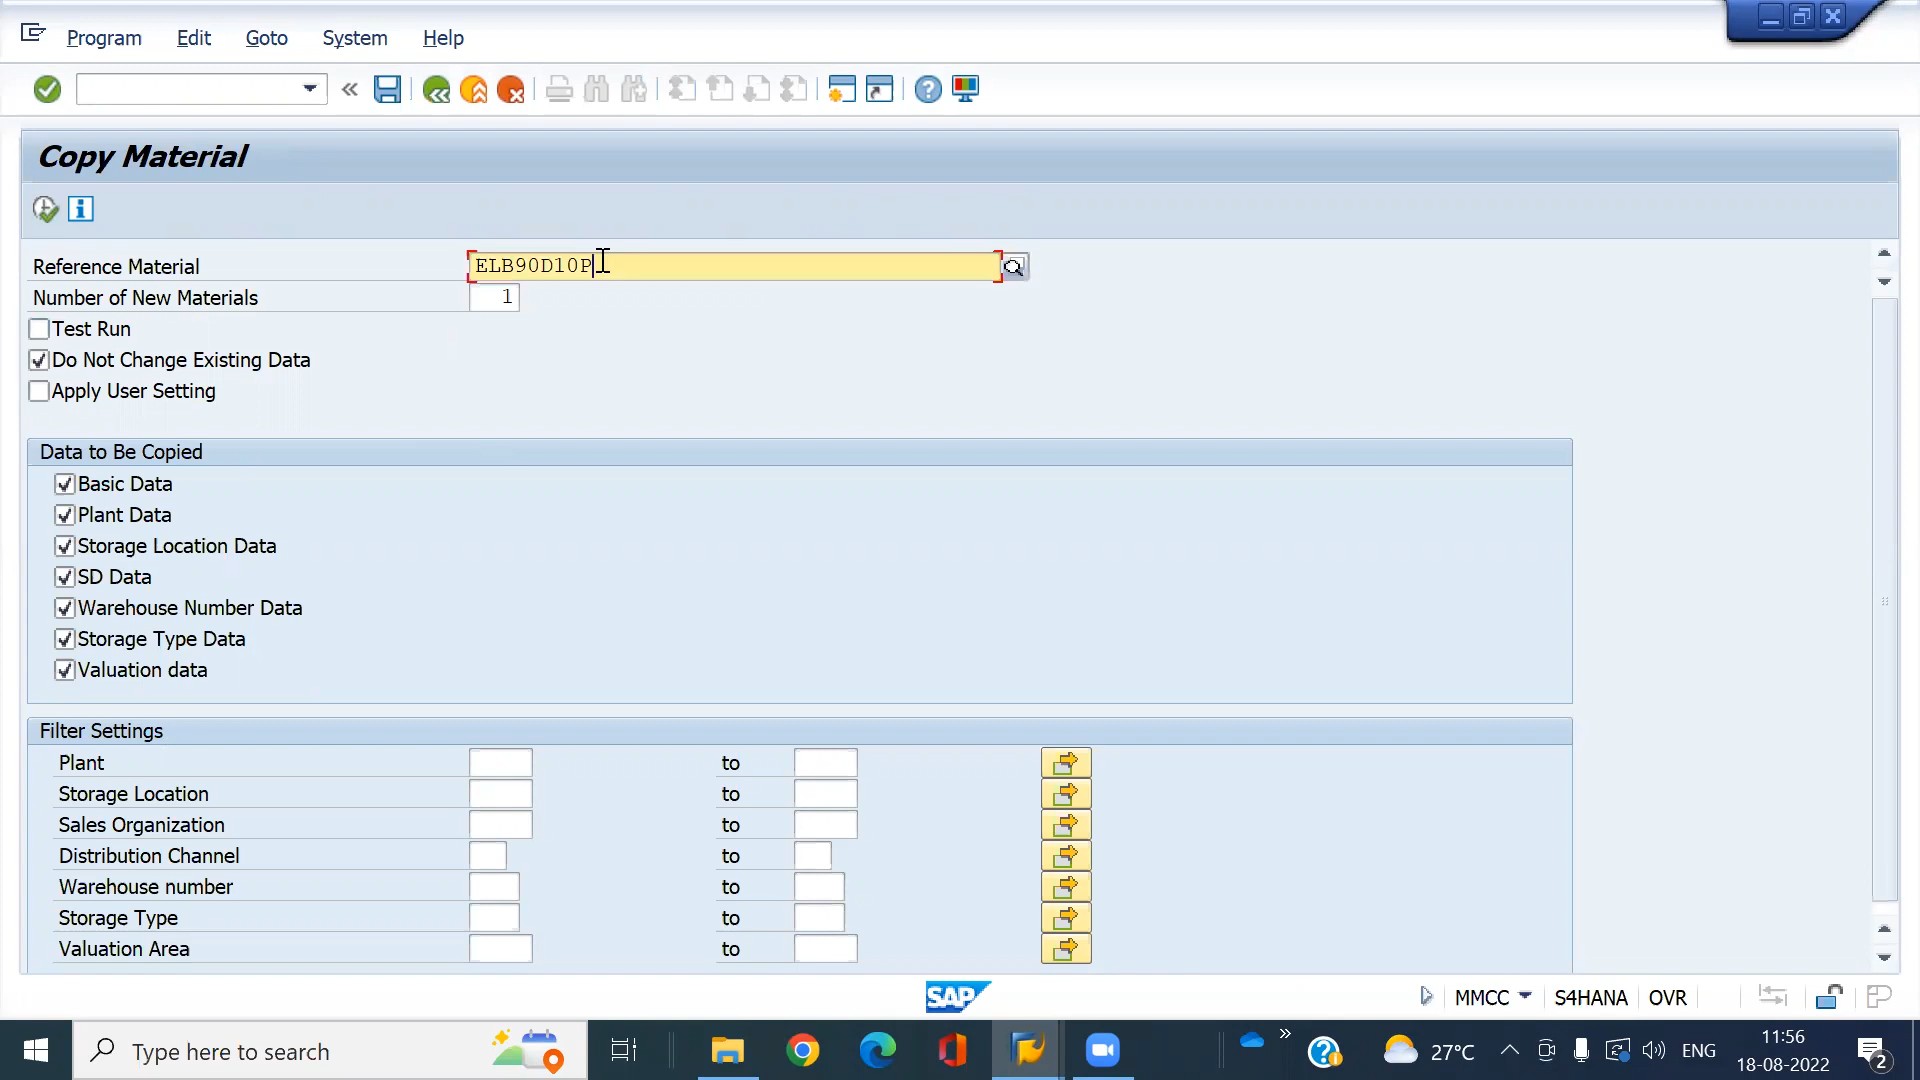 Program Edit Goto System Help
Copy Material
Reference Material ELB90D10P
Number of New Materials 1
Test Run
Do Not Change Existing Data
Apply User Setting
Data to Be Copied
Basic Data
Plant Data
Storage Location Data
SD Data
Warehouse Number Data
Storage Type Data
Valuation data
Filter Settings
Plant to
Storage Location to
Sales Organization to
Distribution Channel to
Warehouse number to
Storage Type to
Valuation Area to
SAP MMCC S4HANA OVR
Type here to search 27°C ENG 11:56
18-08-2022 2